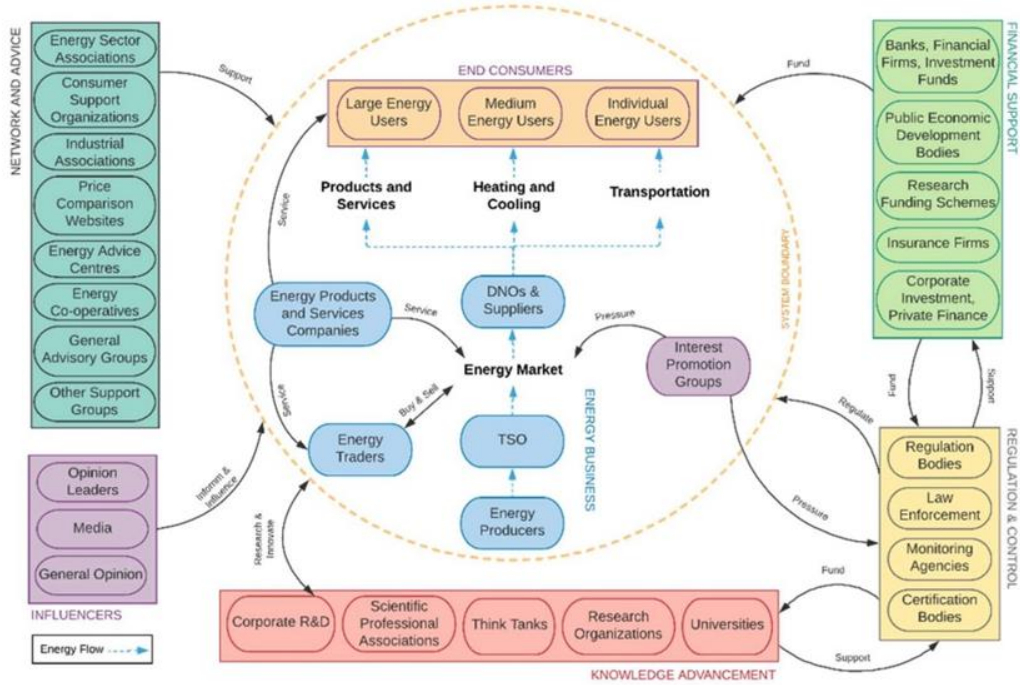 NETWORK AND ADVICE
Energy Sector
Associations
Consumer
Support
Organizations
Industrial
Associations
Price
Comparison
Websites
Energy Advice
Centres
Energy
Co-operatives
General
Advisory Groups
Other Support
Groups
Support
END CONSUMERS
Large Energy
Users
Medium
Energy Users
Individual
Energy Users
Products and
Services
Heating and
Cooling
Transportation
Service
Energy Products
and Services
Companies
Service
DNOs &
Suppliers
Pressure
Energy Market
Interest
Promotion
Groups
Service
Buy & Sell
Energy
Traders
TSO
Energy
Producers
ENERGY BUSINESS
SYSTEM BOUNDARY
Fund
FINANCIAL SUPPORT
Banks, Financial
Firms, Investment
Funds
Public Economic
Development
Bodies
Research
Funding Schemes
Insurance Firms
Corporate
Investment,
Private Finance
Fund
Support
Regulate
Pressure
REGULATION & CONTROL
Regulation
Bodies
Law
Enforcement
Monitoring
Agencies
Certification
Bodies
Opinion
Leaders
Media
General Opinion
INFLUENCERS
Informm &
Influence
Research &
Innovate
Fund
Corporate R&D
Scientific
Professional
Associations
Think Tanks
Research
Organizations
Universities
Support
KNOWLEDGE ADVANCEMENT
Energy Flow